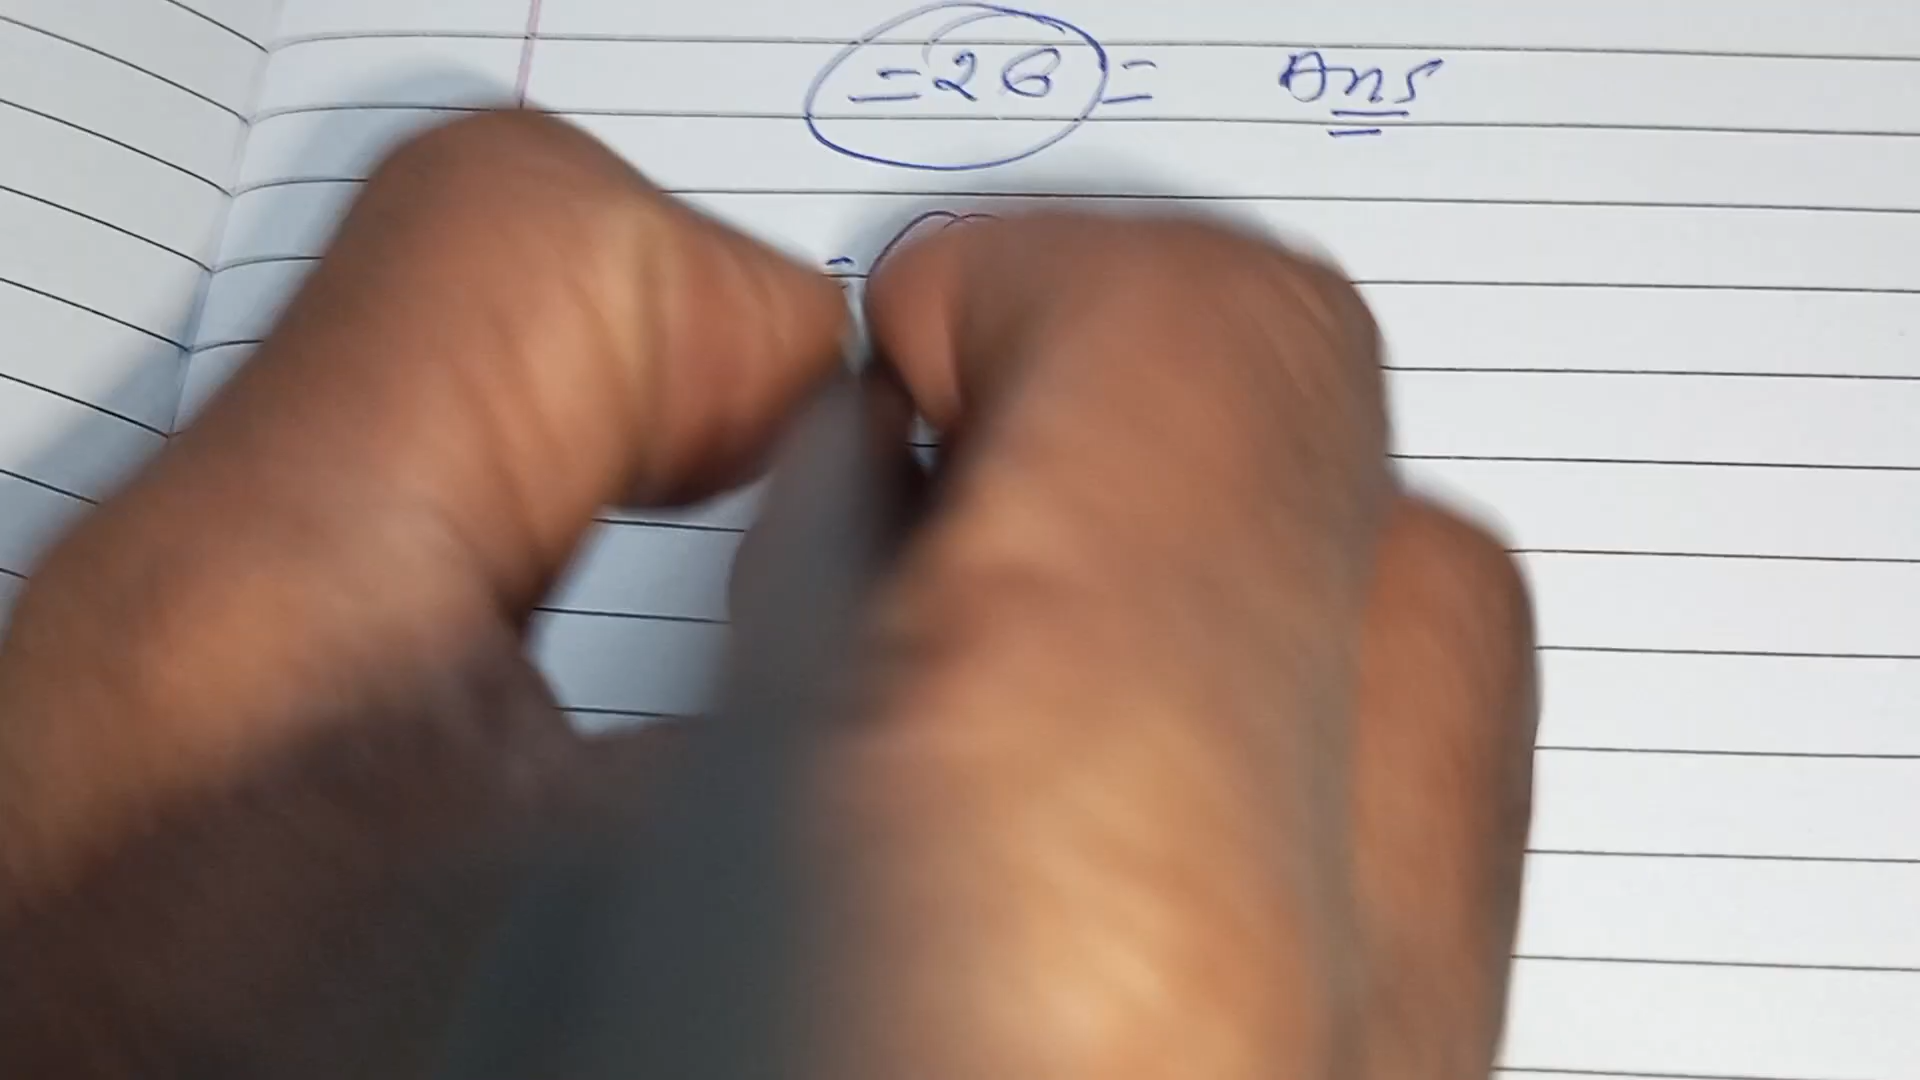 =26= Ans
=